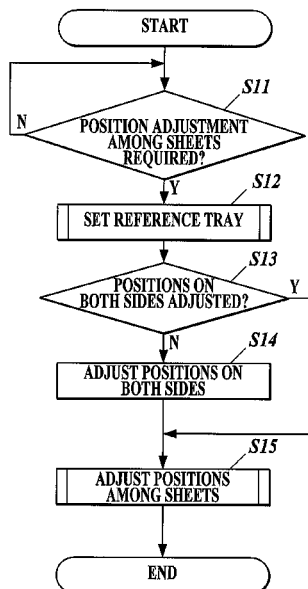 START
S11
N
POSITION ADJUSTMENT
AMONG SHEETS
REQUIRED?
Y
S12
SET REFERENCE TRAY
S13
POSITIONS ON
BOTH SIDES ADJUSTED?
Y
N
S14
ADJUST POSITIONS ON
BOTH SIDES
S15
ADJUST POSITIONS
AMONG SHEETS
END